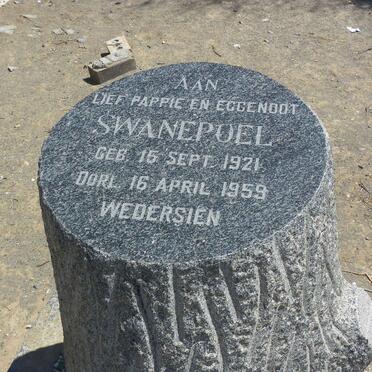 AAN
LIEF PAPPIE EN EGGENOOT
SWANEPOEL
GEB. 15 SEPT. 1921
OORL. 16 APRIL. 1959
WEDERSIEN